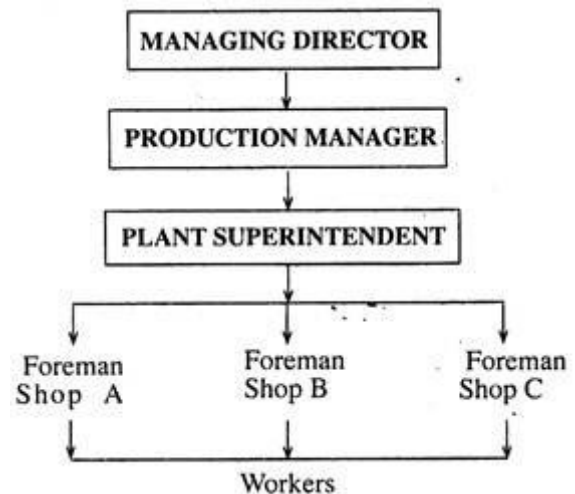 MANAGING DIRECTOR
PRODUCTION MANAGER
PLANT SUPERINTENDENT
Foreman
Shop A
Foreman
Shop B
Foreman
Shop C
Workers